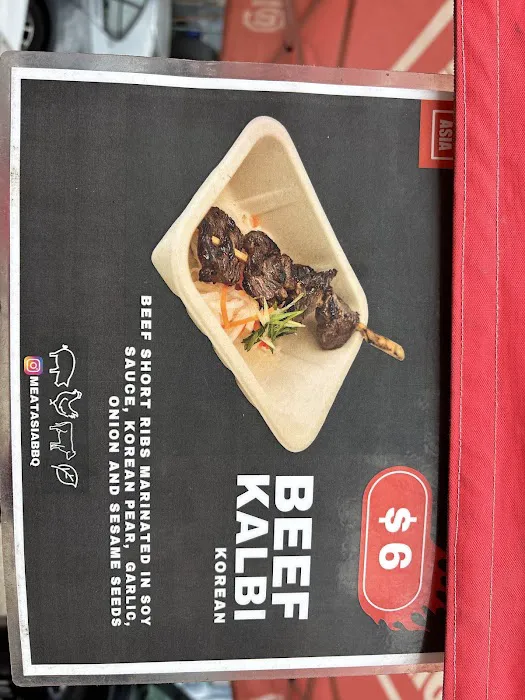 ASIA
$6
BEEF
KALBI
KOREAN
BEEF SHORT RIBS MARINATED IN SOY
SAUCE, KOREAN PEAR, GARLIC,
ONION AND SESAME SEEDS
MEATASIABBQ